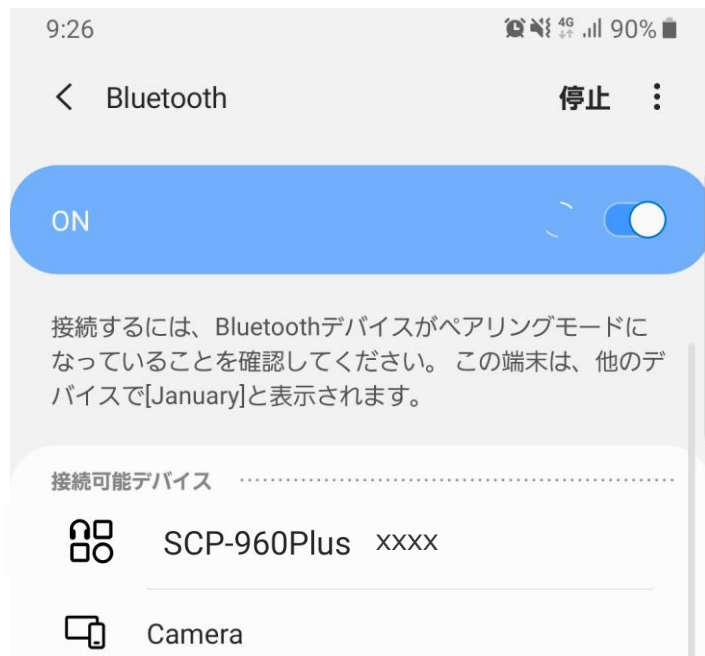 9:26 4G 90%
Bluetooth 停止
ON
接続するには、Bluetoothデバイスがペアリングモードに
なっていることを確認してください。 この端末は、他のデ
バイスで[January]と表示されます。
接続可能デバイス
SCP-960Plus xxxx
Camera